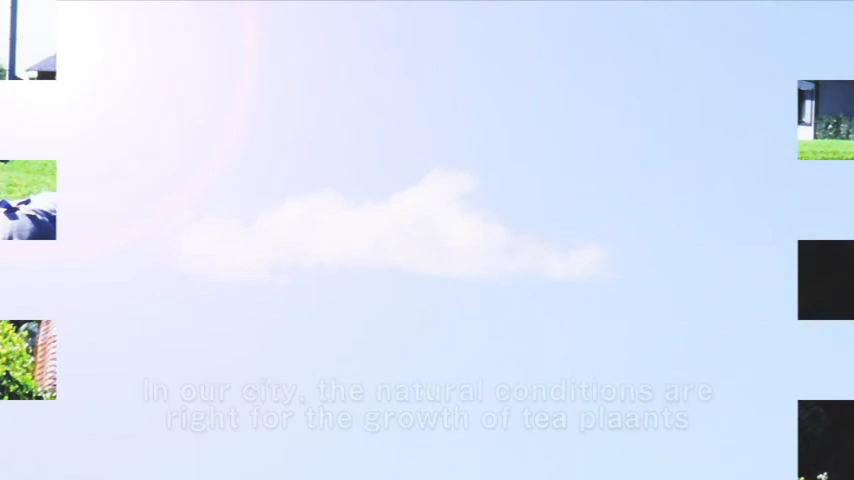 In our city, the natural conditions are
right for the growth of tea plaants